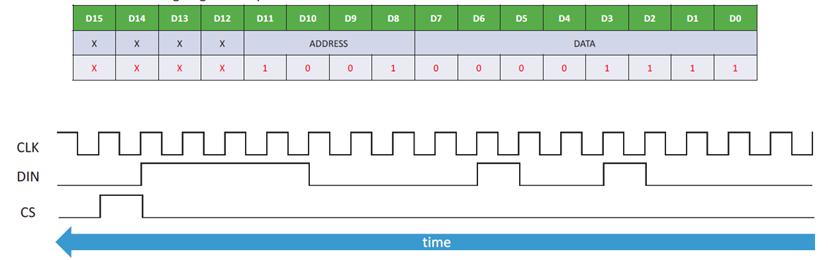 D15 D14 D13 D12 D11 D10 D9 D8 D7 D6 D5 D4 D3 D2 D1 D0
X X X X ADDRESS DATA
X X X X 1 0 0 1 0 0 0 0 1 1 1 1
CLK
DIN
CS
time